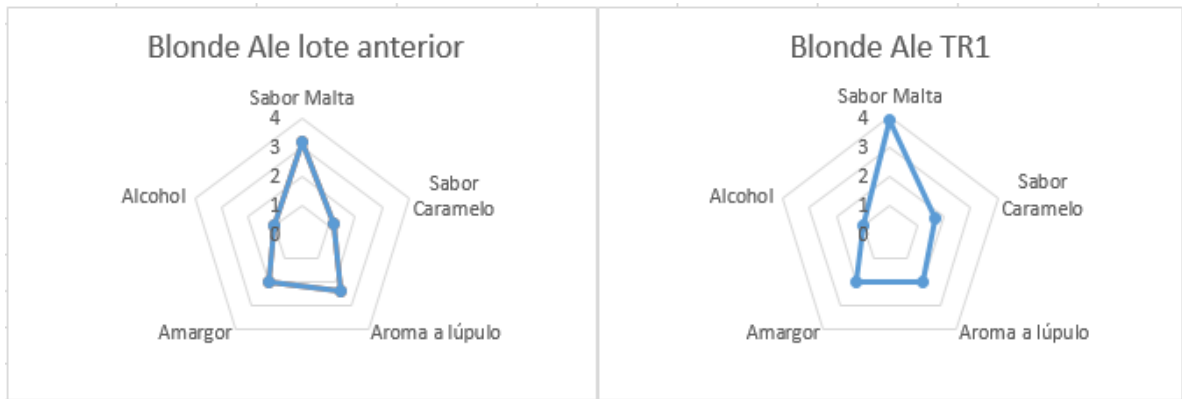 Blonde Ale lote anterior
Sabor Malta
4
3
2
1
0
Sabor
Caramelo
Aroma a lúpulo
Amargor
Alcohol
Blonde Ale TR1
Sabor Malta
4
3
2
1
0
Sabor
Caramelo
Aroma a lúpulo
Amargor
Alcohol